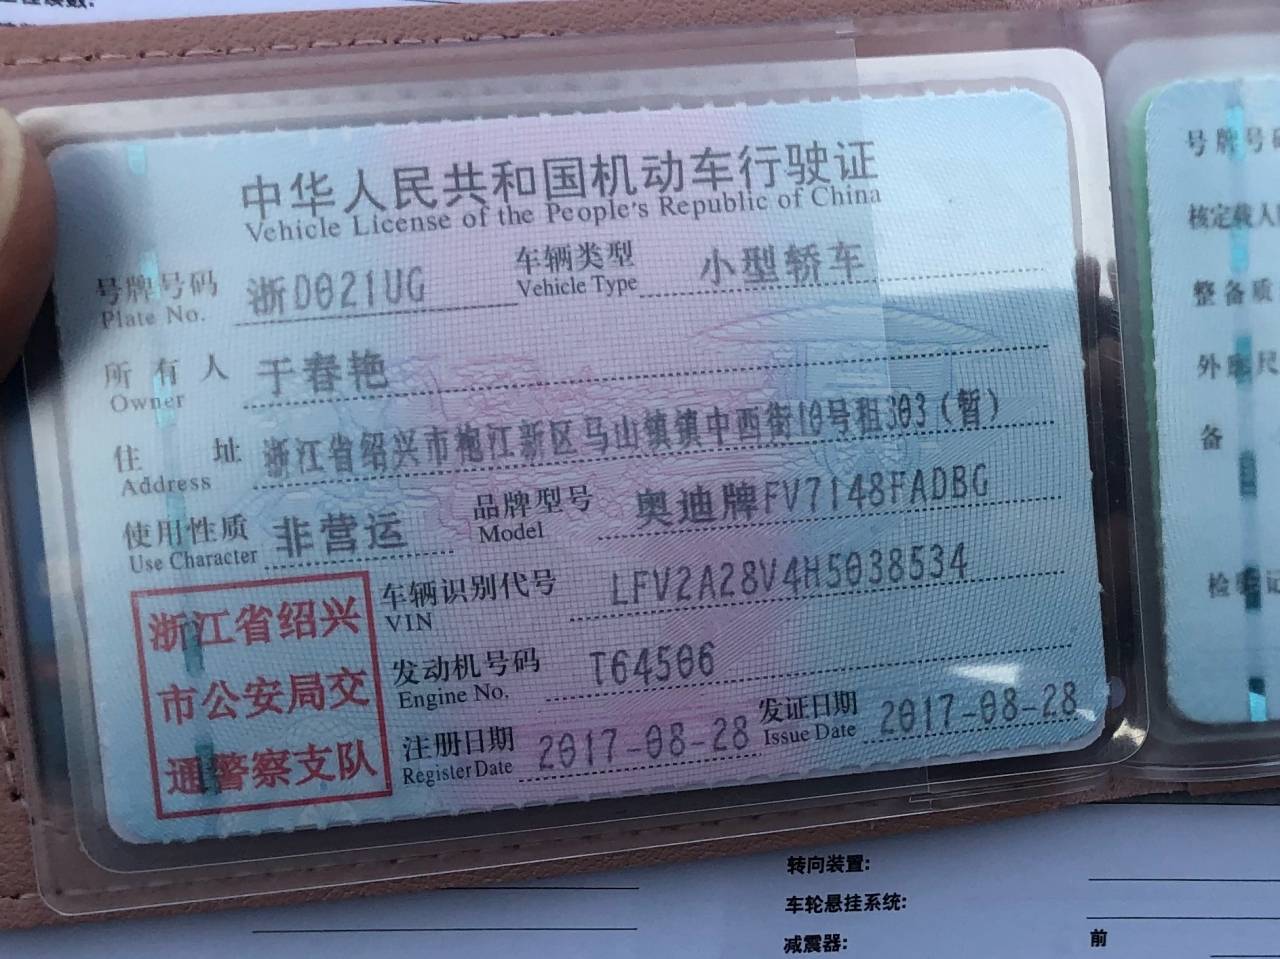 中华人民共和国机动车行驶证
Vehicle License of the People's Republic of China
号牌号码 浙D021UG 车辆类型 小型轿车
Plate No. Vehicle Type
所有人 于春艳
Owner
住址 浙江省绍兴市袍江新区马山镇镇中西街10号租303(暂)
Address
使用性质 非营运 品牌型号 奥迪牌FV7148FADBG
Use Character Model
车辆识别代号 LFV2A28V4H5038534
VIN
发动机号码 T64506
Engine No.
注册日期 2017-08-28 发证日期 2017-08-28
Register Date Issue Date
浙江省绍兴
市公安局交
通警察支队
号牌号码
核定载人
整备质
外廓尺
备
检验记
转向装置:
车轮悬挂系统:
减震器: 前